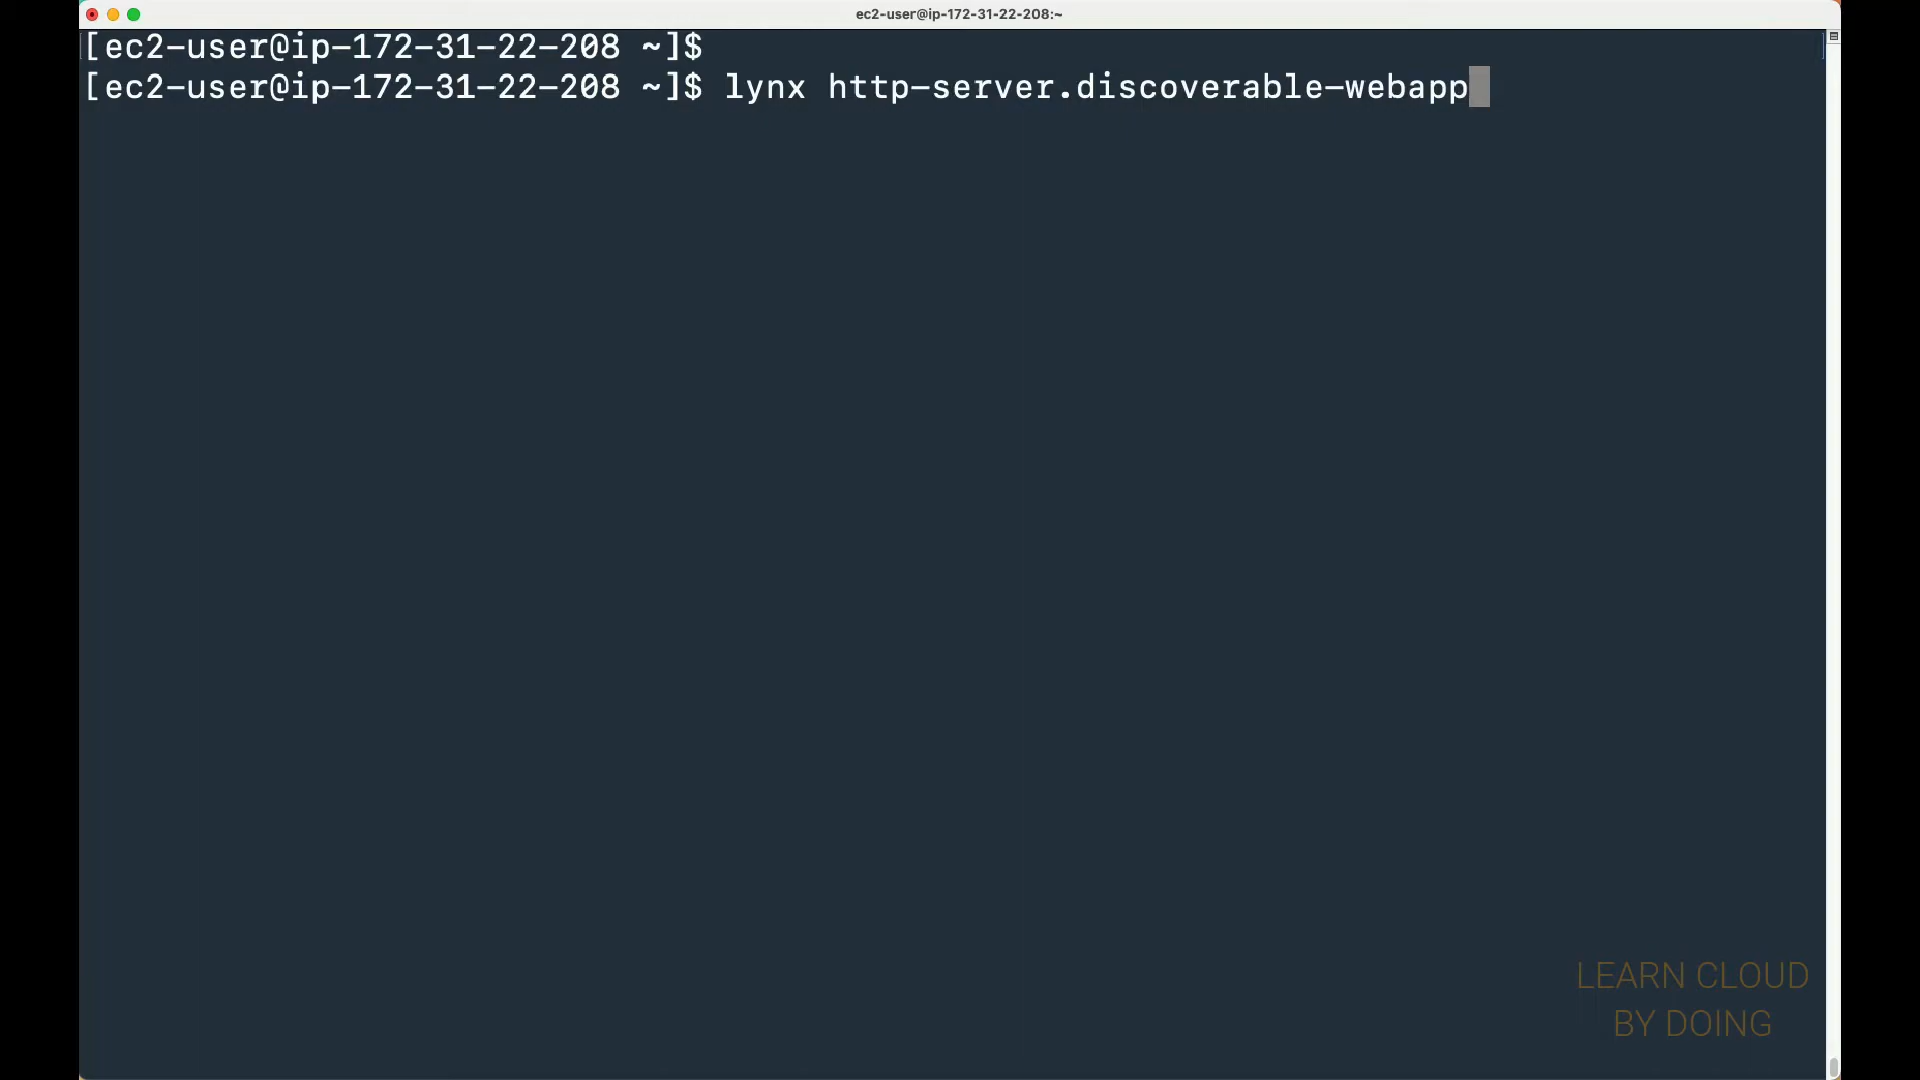 ec2-user@ip-172-31-22-208:~
[ec2-user@ip-172-31-22-208 ~]$
[ec2-user@ip-172-31-22-208 ~]$ lynx http-server.discoverable-webapp
LEARN CLOUD
BY DOING